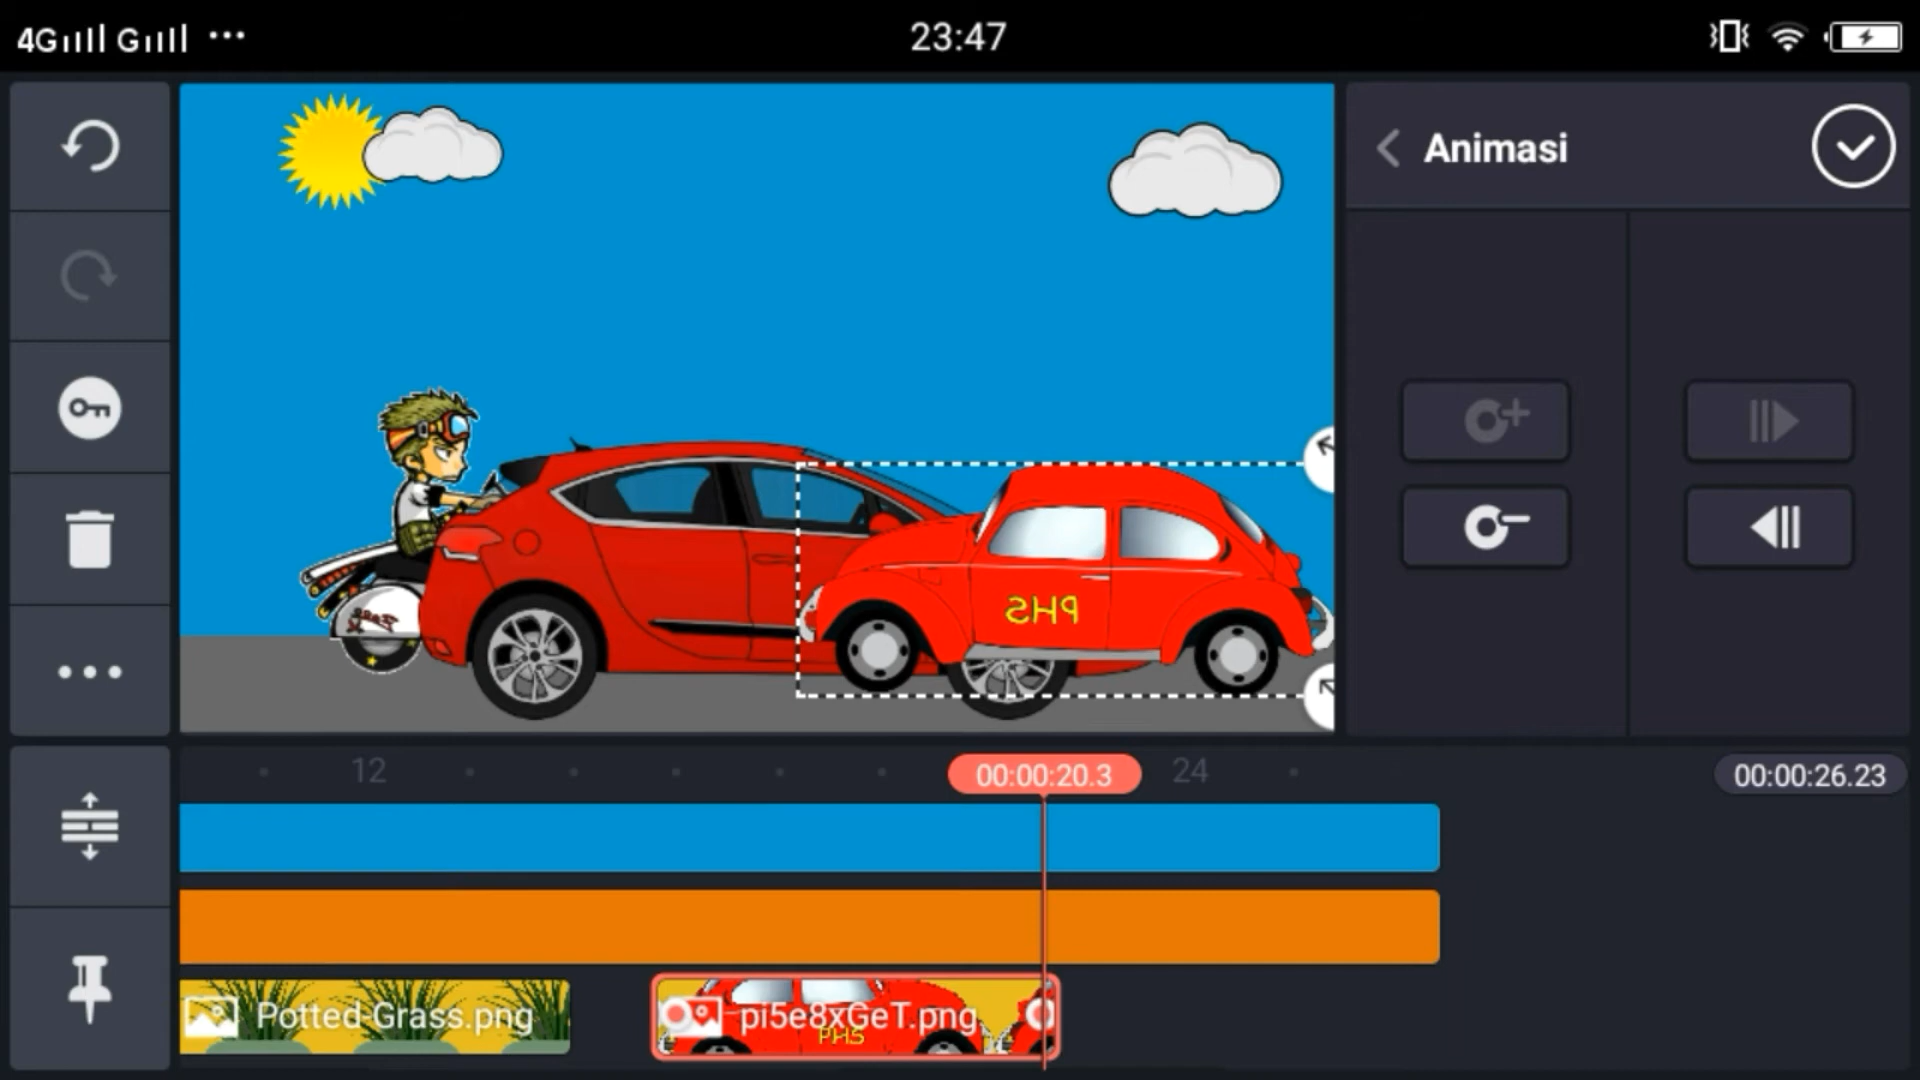 4G G ...
23:47
Animasi
PHS
12
00:00:20.3
24
00:00:26.23
Potted-Grass.png
pi5e8xGeT.png
PHS